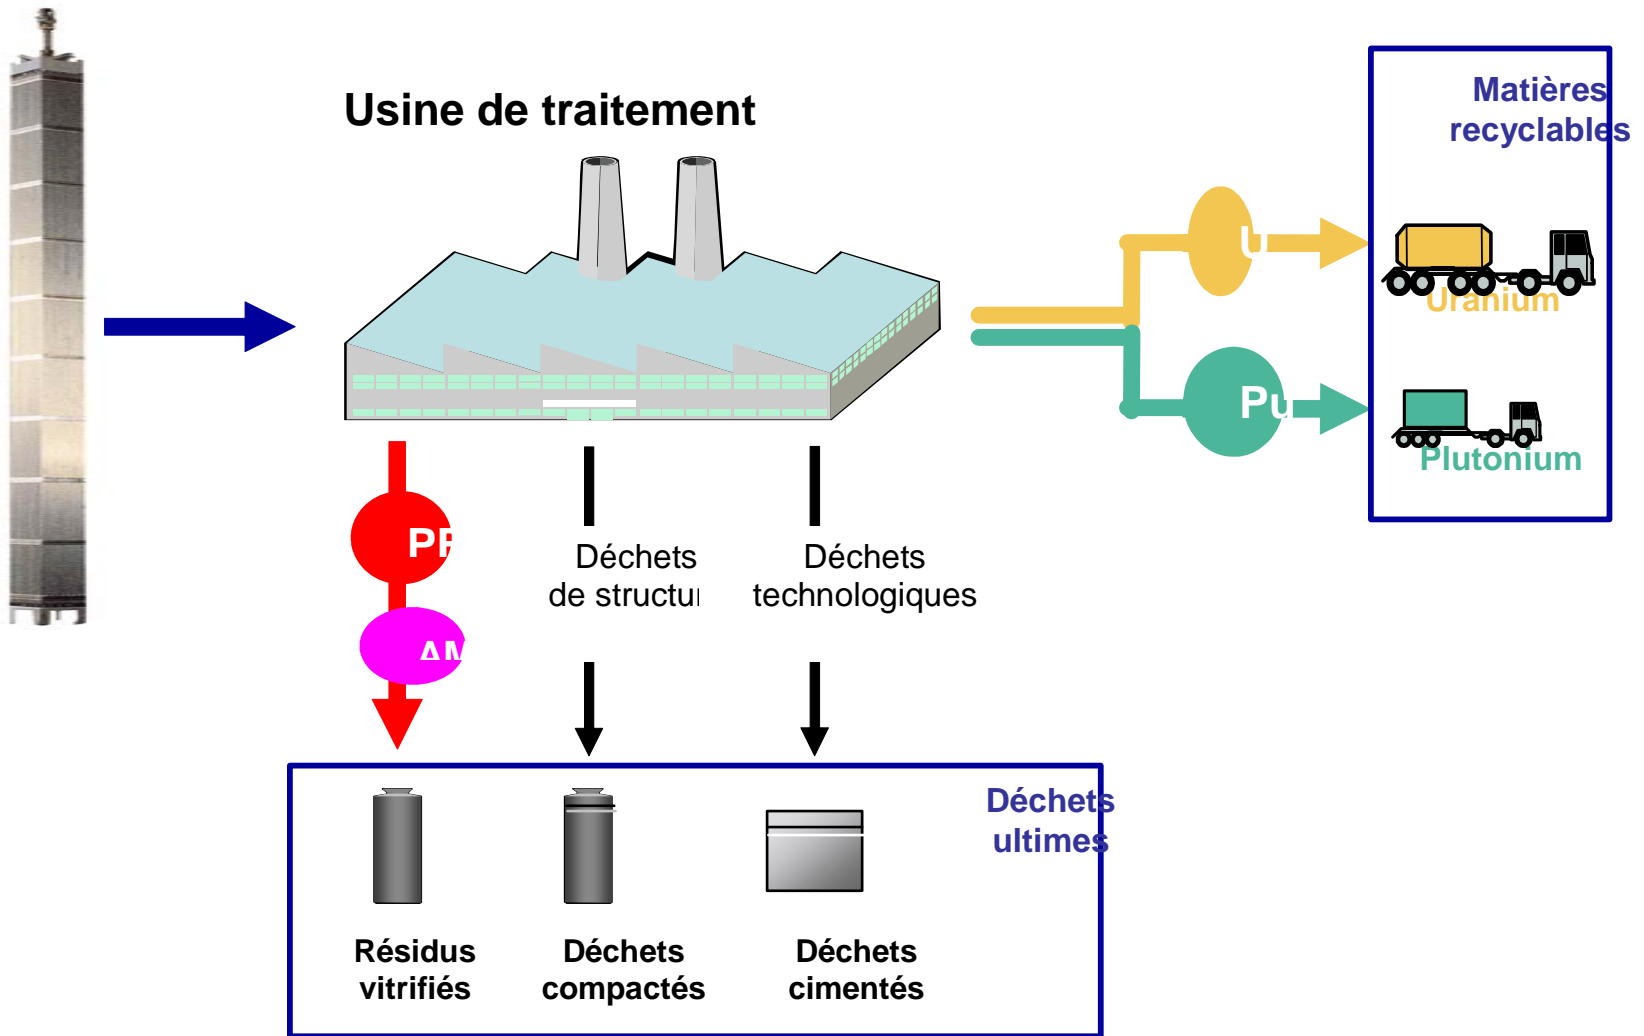 Usine de traitement
Matières
recyclables
U
Uranium
Pu
Plutonium
Déchets
Déchets
technologiques
de
Déchets
ultimes
Résidus
vitrifiés
Déchets
compactés
Déchets
cimentés